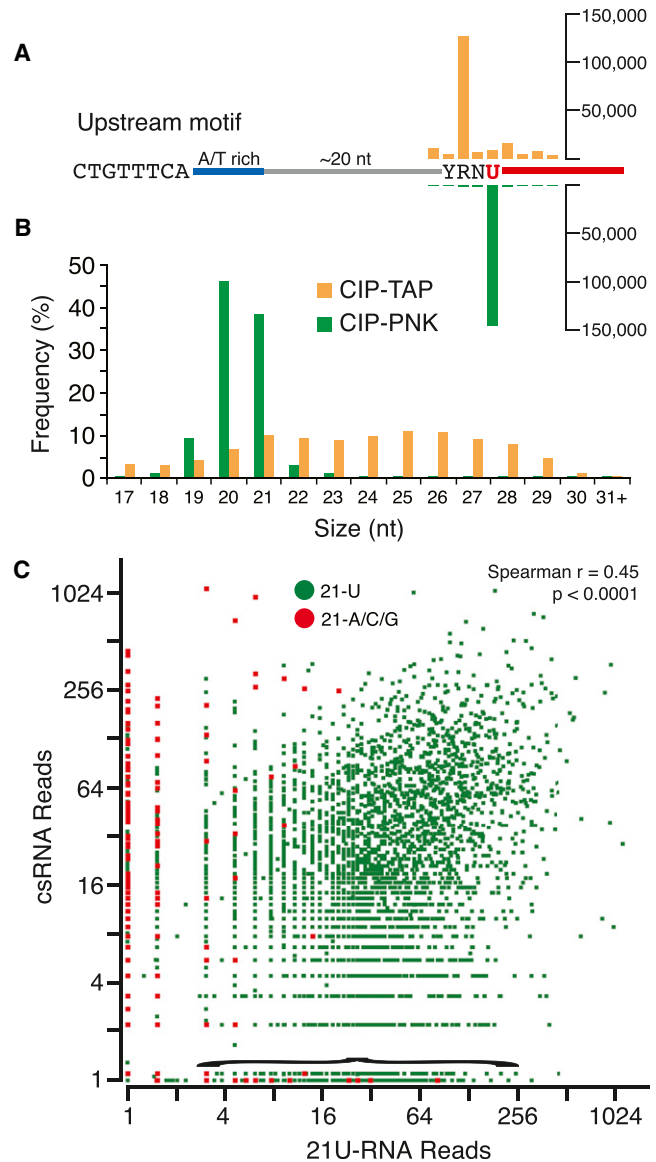 A
150,000
100,000
50,000
Upstream motif
CTGTTTCA A/T rich ~20 nt YRNU
50,000
100,000
150,000
B
Frequency (%)
50
40
30
20
10
0
CIP-TAP
CIP-PNK
17 18 19 20 21 22 23 24 25 26 27 28 29 30 31+
Size (nt)
C
csRNA Reads
1024
256
64
16
4
1
21-U
21-A/C/G
Spearman r = 0.45
p < 0.0001
1 4 16 64 256 1024
21U-RNA Reads